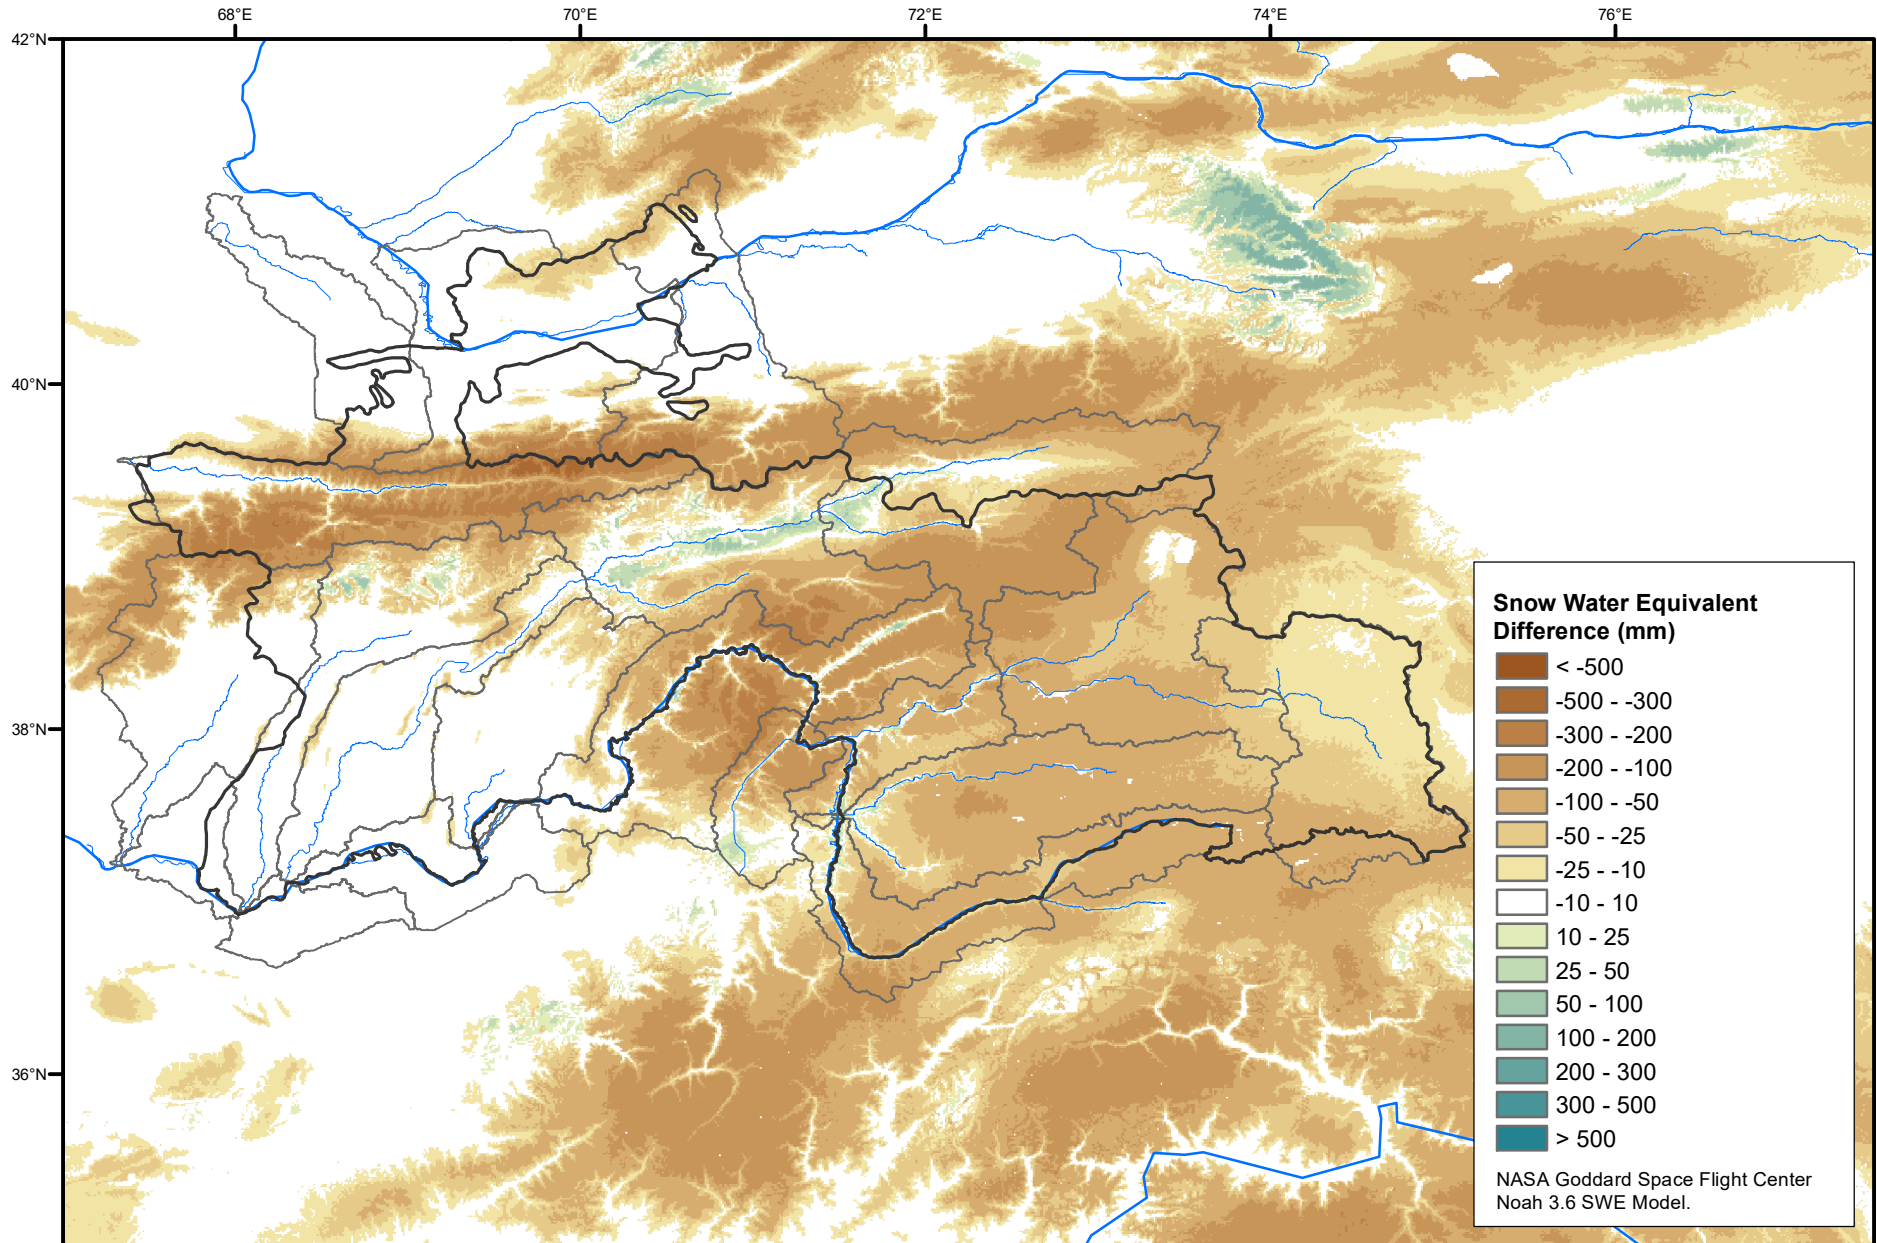 68°E 70°E 72°E 74°E 76°E
42°N
40°N
38°N
36°N
Snow Water Equivalent
Difference (mm)
< -500
-500 - -300
-300 - -200
-200 - -100
-100 - -50
-50 - -25
-25 - -10
-10 - 10
10 - 25
25 - 50
50 - 100
100 - 200
200 - 300
300 - 500
> 500
NASA Goddard Space Flight Center
Noah 3.6 SWE Model.